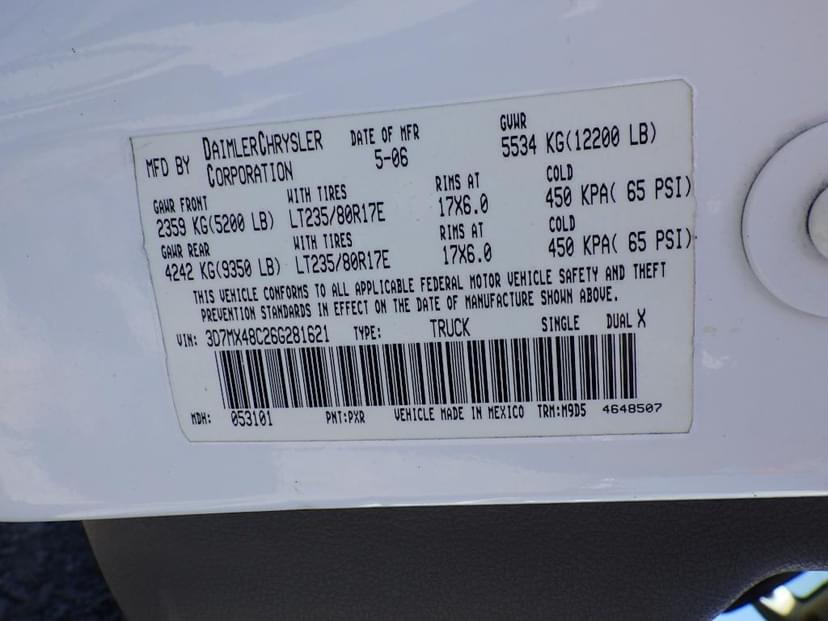 MFD BY DAIMLERCHRYSLER CORPORATION DATE OF MFR 5-06 GVWR 5534 KG(12200 LB)
GAWR FRONT WITH TIRES RIMS AT COLD
2359 KG(5200 LB) LT235/80R17E 17X6.0 450 KPA( 65 PSI)
GAWR REAR WITH TIRES RIMS AT COLD
4242 KG(9350 LB) LT235/80R17E 17X6.0 450 KPA( 65 PSI)
THIS VEHICLE CONFORMS TO ALL APPLICABLE FEDERAL MOTOR VEHICLE SAFETY AND THEFT
PREVENTION STANDARDS IN EFFECT ON THE DATE OF MANUFACTURE SHOWN ABOVE.
VIN: 3D7MX48C26G281621 TYPE: TRUCK SINGLE DUAL X
MDH: 053101 PNT:PXR VEHICLE MADE IN MEXICO TRM:M9D5 4648507